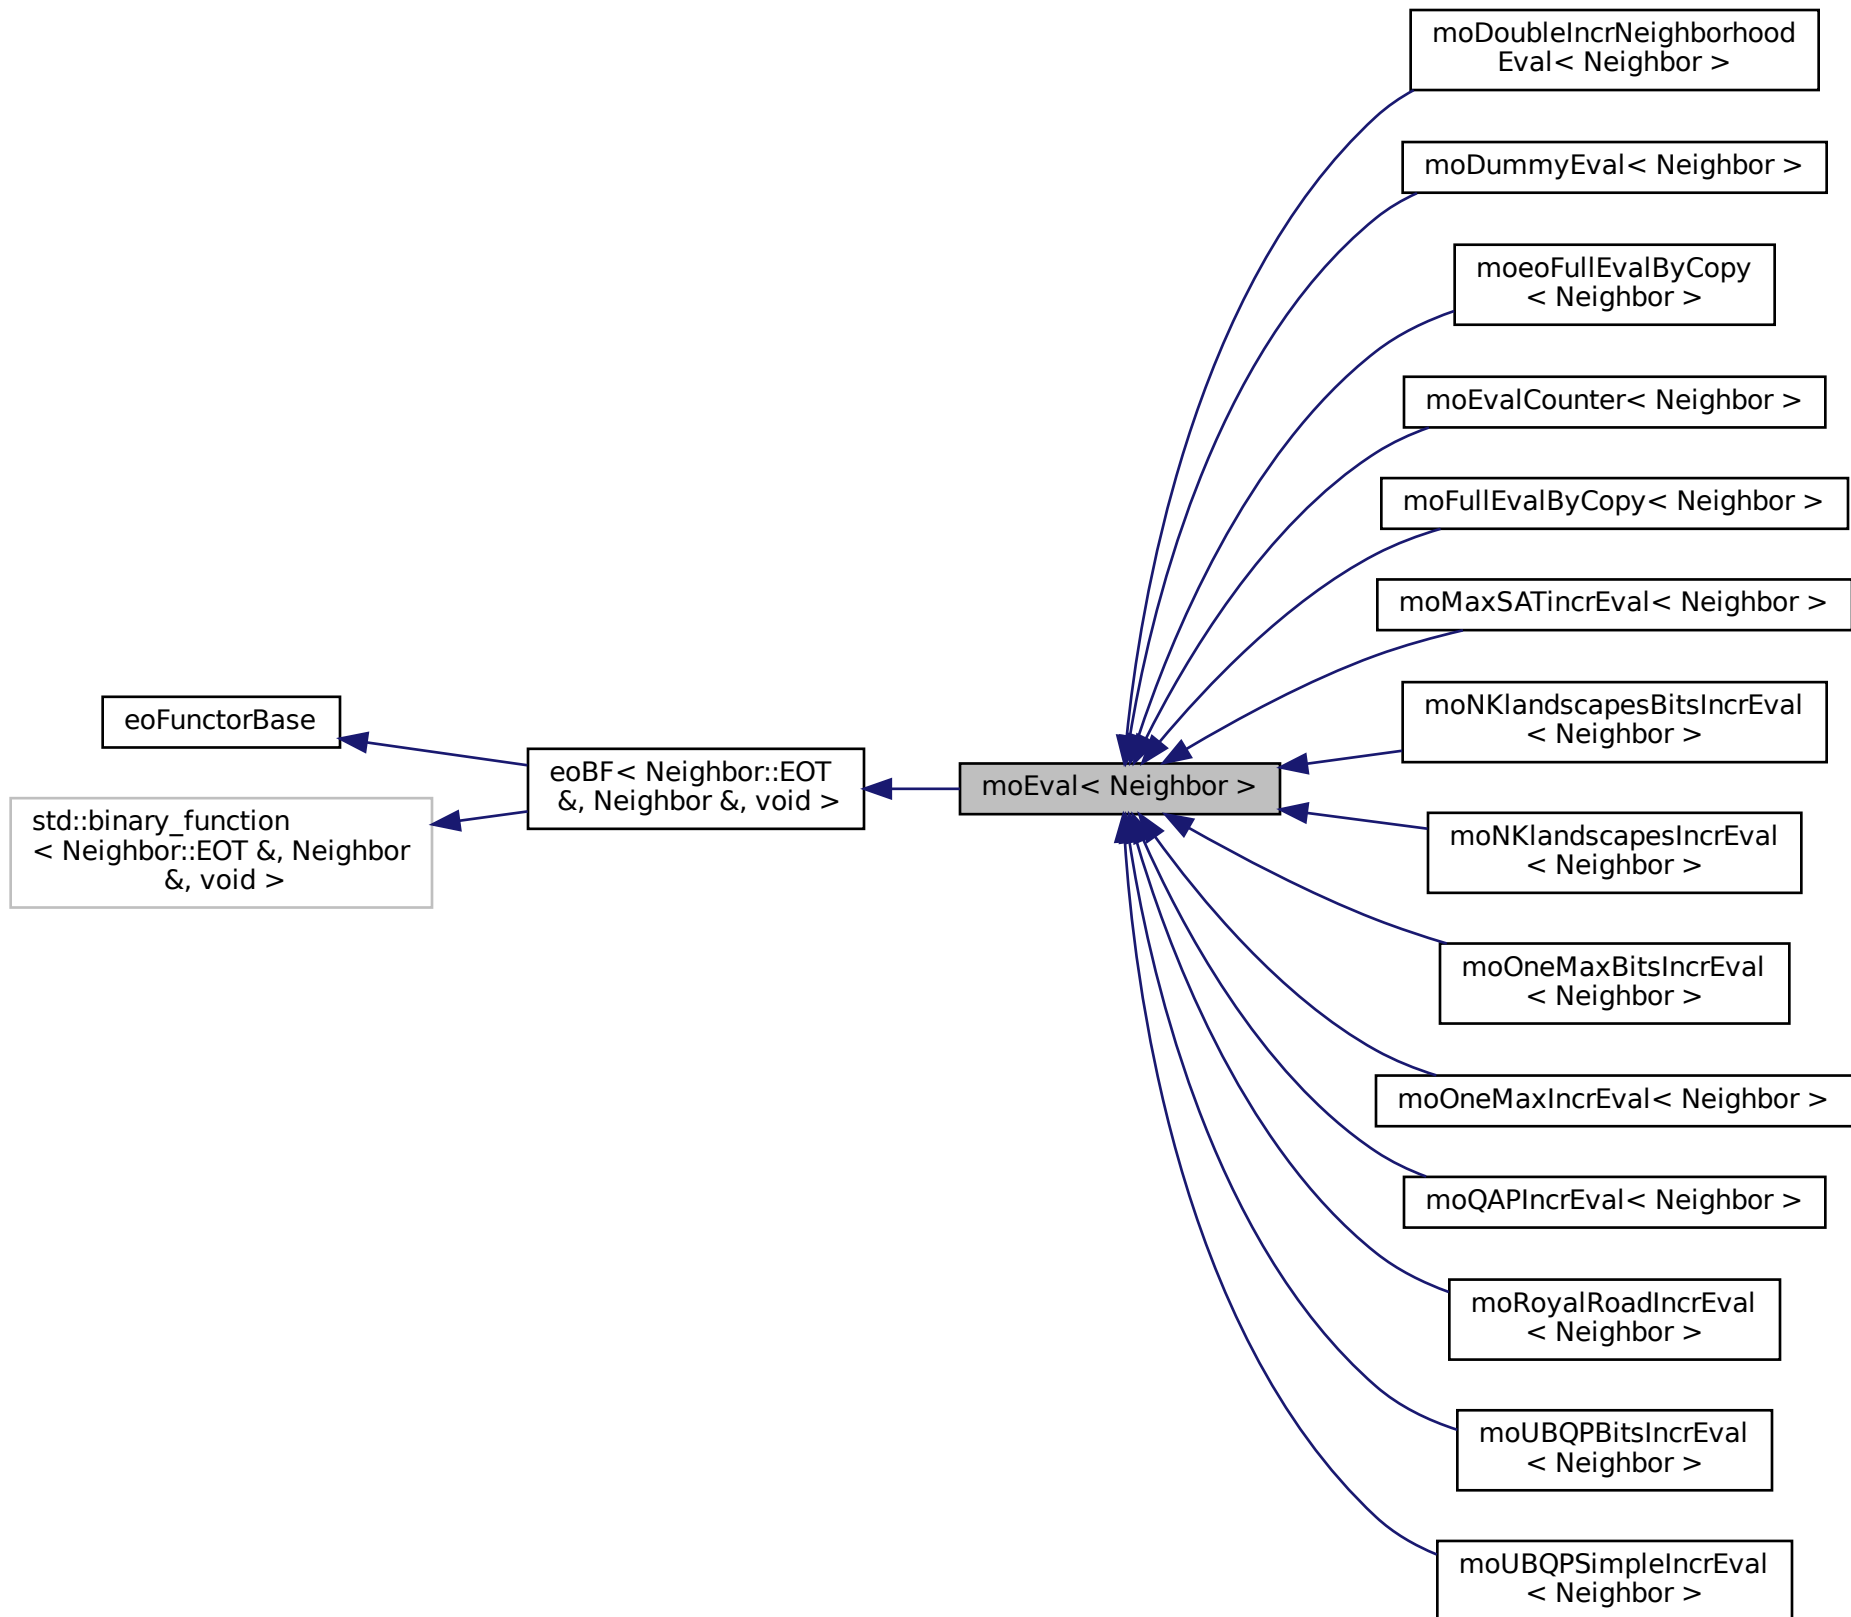 eoFunctorBase
std::binary_function
< Neighbor::EOT &, Neighbor
&, void >
eoBF< Neighbor::EOT
&, Neighbor &, void >
moEval< Neighbor >
moDoubleIncrNeighborhood
Eval< Neighbor >
moDummyEval< Neighbor >
moeoFullEvalByCopy
< Neighbor >
moEvalCounter< Neighbor >
moFullEvalByCopy< Neighbor >
moMaxSATincrEval< Neighbor >
moNKlandscapesBitsIncrEval
< Neighbor >
moNKlandscapesIncrEval
< Neighbor >
moOneMaxBitsIncrEval
< Neighbor >
moOneMaxIncrEval< Neighbor >
moQAPIncrEval< Neighbor >
moRoyalRoadIncrEval
< Neighbor >
moUBQPBitsIncrEval
< Neighbor >
moUBQPSimpleIncrEval
< Neighbor >